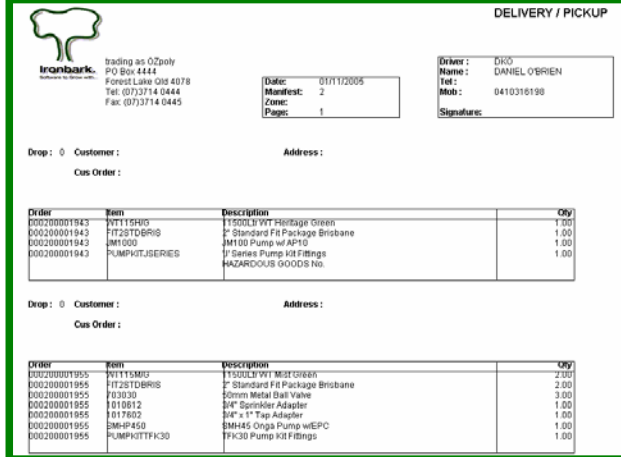 DELIVERY / PICKUP
Ironbark.
Software to Grow with...
trading as OZpoly
PO Box 4444
Forest Lake Qld 4078
Tel: (07)3714 0444
Fax: (07)3714 0445
Date: 01/11/2005
Manifest: 2
Zone:
Page: 1
Driver : DKO
Name : DANIEL O'BRIEN
Tel :
Mob : 0410316198
Signature:
Drop : 0 Customer : Address :
Cus Order :
Order Item Description Qty
000200001943 WT115H/G 11500Ltr WT Heritage Green 1.00
000200001943 FIT2STDBRIS 2" Standard Fit Package Brisbane 1.00
000200001943 JM1000 JM100 Pump w/ AP10 1.00
000200001943 PUMPKITJSERIES 'J' Series Pump Kit Fittings 1.00
HAZARDOUS GOODS No.
Drop : 0 Customer : Address :
Cus Order :
Order Item Description Qty
000200001955 WT115M/G 11500Ltr WT Mist Green 2.00
000200001955 FIT2STDBRIS 2" Standard Fit Package Brisbane 2.00
000200001955 703030 50mm Metal Ball Valve 3.00
000200001955 1010612 3/4" Sprinkler Adapter 1.00
000200001955 1017602 3/4" x 1" Tap Adapter 1.00
000200001955 SMHP450 SMH45 Onga Pump w/EPC 1.00
000200001955 PUMPKITTFK30 TFK30 Pump Kit Fittings 1.00